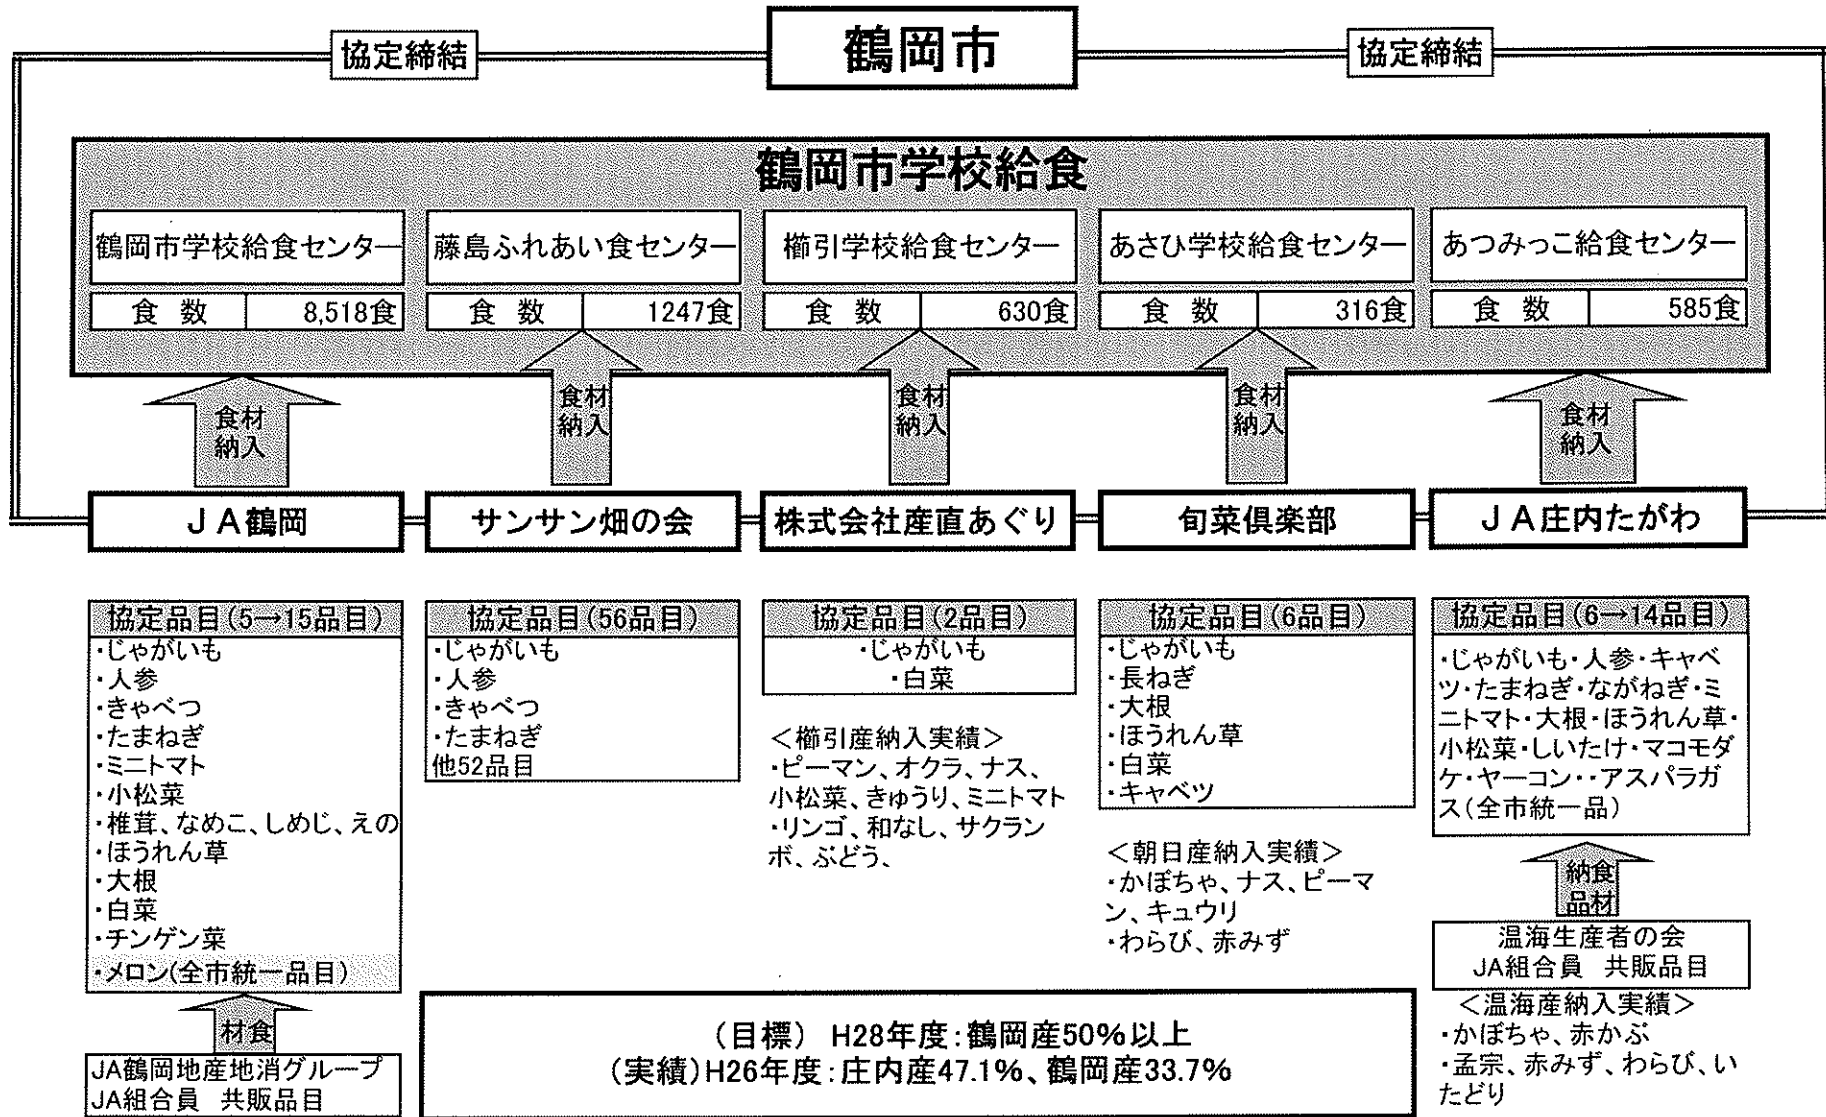 鶴岡市
協定締結
協定締結
鶴岡市学校給食
鶴岡市学校給食センター
食 数 8,518食
藤島ふれあい食センター
食 数 1247食
櫛引学校給食センター
食 数 630食
あさひ学校給食センター
食 数 316食
あつみっこ給食センター
食 数 585食
食材
納入
食材
納入
食材
納入
食材
納入
食材
納入
JA鶴岡
サンサン畑の会
株式会社産直あぐり
旬菜倶楽部
JA庄内たがわ
協定品目(5→15品目)
・じゃがいも
・人参
・きゃべつ
・たまねぎ
・ミニトマト
・小松菜
・椎茸、なめこ、しめじ、えの
・ほうれん草
・大根
・白菜
・チンゲン菜
・メロン(全市統一品目)
材食
JA鶴岡地産地消グループ
JA組合員 共販品目
協定品目(56品目)
・じゃがいも
・人参
・きゃべつ
・たまねぎ
他52品目
協定品目(2品目)
・じゃがいも
・白菜
<櫛引産納入実績>
・ピーマン、オクラ、ナス、
小松菜、きゅうり、ミニトマト
・リンゴ、和なし、サクラン
ボ、ぶどう、
協定品目(6品目)
・じゃがいも
・長ねぎ
・大根
・ほうれん草
・白菜
・キャベツ
<朝日産納入実績>
・かぼちゃ、ナス、ピーマ
ン、キュウリ
・わらび、赤みず
協定品目(6→14品目)
・じゃがいも・人参・キャベ
ツ・たまねぎ・ながねぎ・ミ
ニトマト・大根・ほうれん草・
小松菜・しいたけ・マコモダ
ケ・ヤーコン・・アスパラガ
ス(全市統一品)
納食
品材
温海生産者の会
JA組合員 共販品目
<温海産納入実績>
・かぼちゃ、赤かぶ
・孟宗、赤みず、わらび、い
たどり
(目標) H28年度:鶴岡産50%以上
(実績)H26年度:庄内産47.1%、鶴岡産33.7%